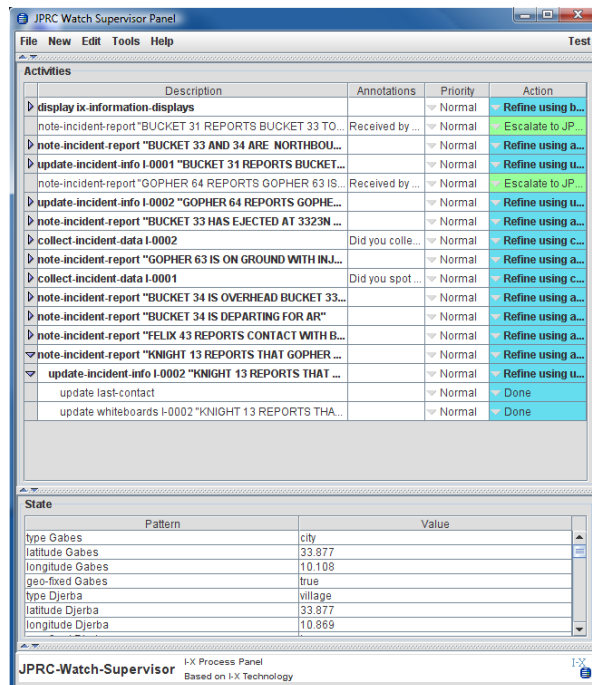 JPRC Watch Supervisor Panel
File New Edit Tools Help Test
Activities
Description Annotations Priority Action
display ix-information-displays Normal Refine using b...
note-incident-report "BUCKET 31 REPORTS BUCKET 33 TO... Received by ... Normal Escalate to JP...
note-incident-report "BUCKET 33 AND 34 ARE NORTHBOU... Normal Refine using a...
update-incident-info I-0001 "BUCKET 31 REPORTS BUCKET... Normal Refine using u...
note-incident-report "GOPHER 64 REPORTS GOPHER 63 IS... Received by ... Normal Escalate to JP...
update-incident-info I-0002 "GOPHER 64 REPORTS GOPHE... Normal Refine using u...
note-incident-report "BUCKET 33 HAS EJECTED AT 3323N ... Normal Refine using a...
collect-incident-data I-0002 Did you colle... Normal Refine using c...
note-incident-report "GOPHER 63 IS ON GROUND WITH INJ... Normal Refine using a...
collect-incident-data I-0001 Did you spot ... Normal Refine using c...
note-incident-report "BUCKET 34 IS OVERHEAD BUCKET 33... Normal Refine using a...
note-incident-report "BUCKET 34 IS DEPARTING FOR AR" Normal Refine using a...
note-incident-report "FELIX 43 REPORTS CONTACT WITH B... Normal Refine using a...
note-incident-report "KNIGHT 13 REPORTS THAT GOPHER ... Normal Refine using a...
update-incident-info I-0002 "KNIGHT 13 REPORTS THAT ... Normal Refine using u...
update last-contact Normal Done
update whiteboards I-0002 "KNIGHT 13 REPORTS THA... Normal Done
State
Pattern Value
type Gabes city
latitude Gabes 33.877
longitude Gabes 10.108
geo-fixed Gabes true
type Djerba village
latitude Djerba 33.877
longitude Djerba 10.869
JPRC-Watch-Supervisor I-X Process Panel
Based on I-X Technology
I-X